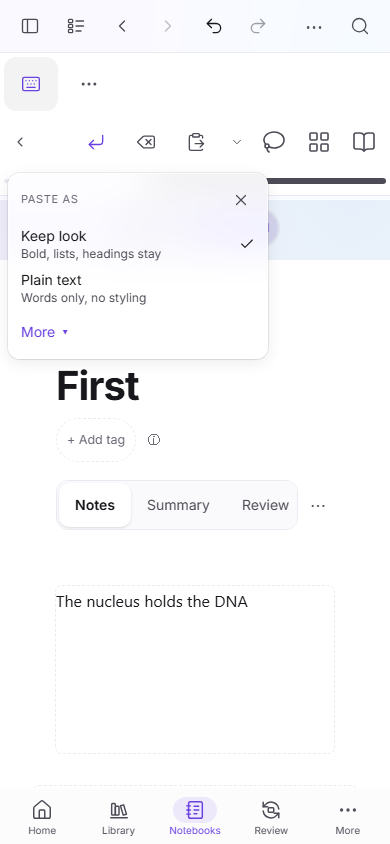 PASTE AS
Keep look
Bold, lists, headings stay
Plain text
Words only, no styling
More
First
+ Add tag
Notes Summary Review
The nucleus holds the DNA
Home Library Notebooks Review More